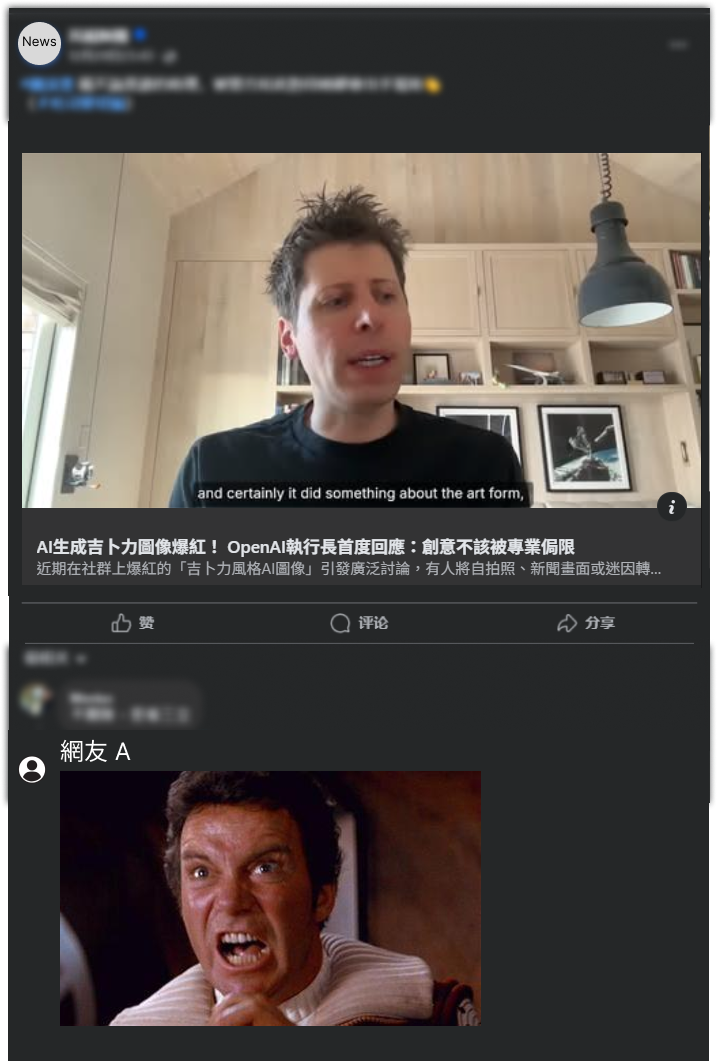 News
and certainly it did something about the art form,
AI生成吉卜力圖像爆紅！ OpenAI執行長首度回應：創意不該被專業侷限
近期在社群上爆紅的「吉卜力風格AI圖像」引發廣泛討論，有人將自拍照、新聞畫面或迷因轉...
赞 评论 分享
網友 A